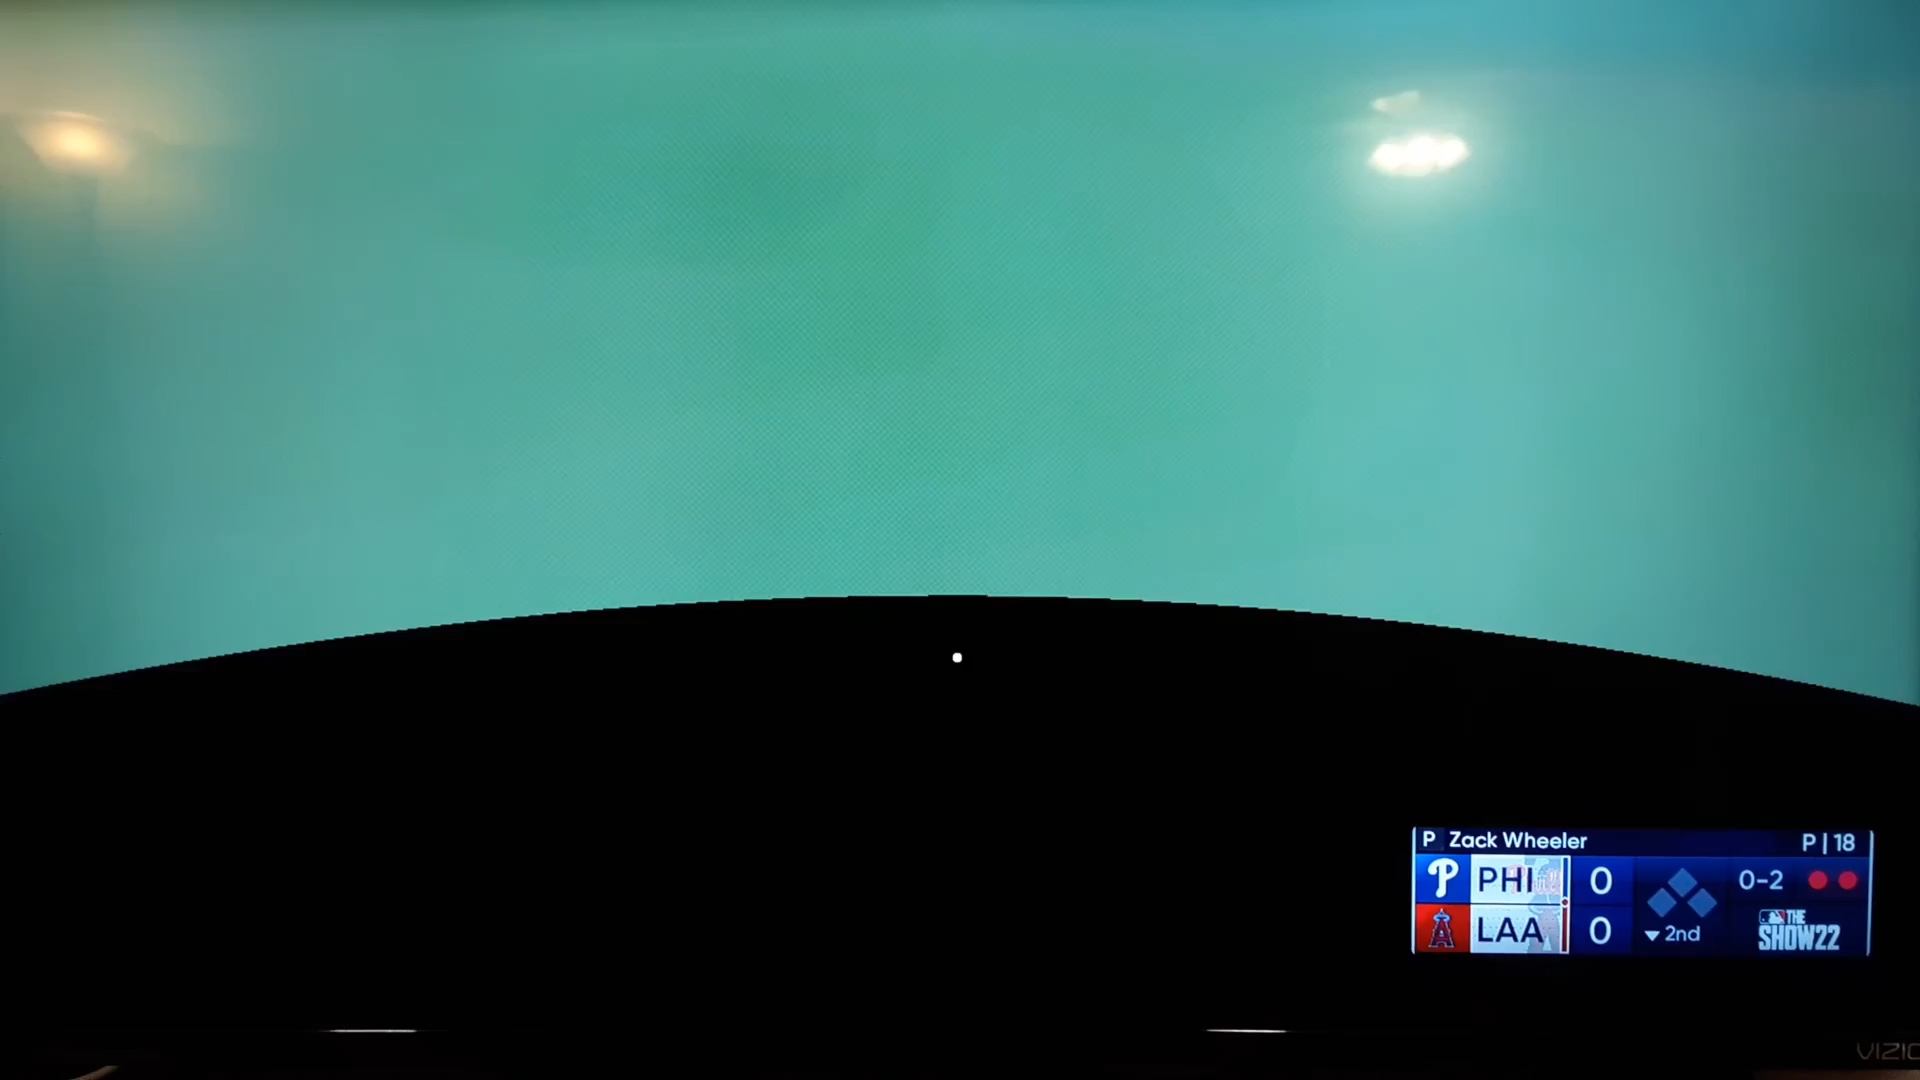 P Zack Wheeler P | 18
P PHI 0 0-2
A LAA 0 2nd THE SHOW22
VIZIO